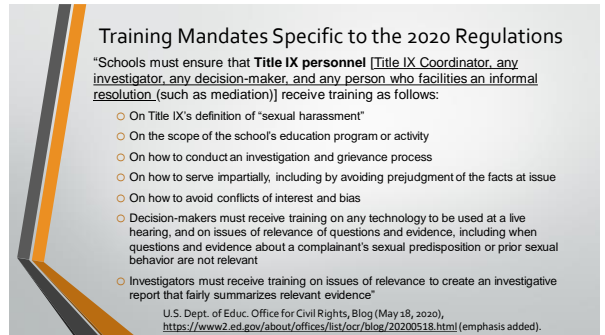 Training Mandates Specific to the 2020 Regulations
“Schools must ensure that Title IX personnel [Title IX Coordinator, any
investigator, any decision-maker, and any person who facilities an informal
resolution (such as mediation)] receive training as follows:
On Title IX’s definition of “sexual harassment”
On the scope of the school’s education program or activity
On how to conduct an investigation and grievance process
On how to serve impartially, including by avoiding prejudgment of the facts at issue
On how to avoid conflicts of interest and bias
Decision-makers must receive training on any technology to be used at a live
hearing, and on issues of relevance of questions and evidence, including when
questions and evidence about a complainant’s sexual predisposition or prior sexual
behavior are not relevant
Investigators must receive training on issues of relevance to create an investigative
report that fairly summarizes relevant evidence”
U.S. Dept. of Educ. Office for Civil Rights, Blog (May 18, 2020),
https://www2.ed.gov/about/offices/list/ocr/blog/20200518.html (emphasis added).